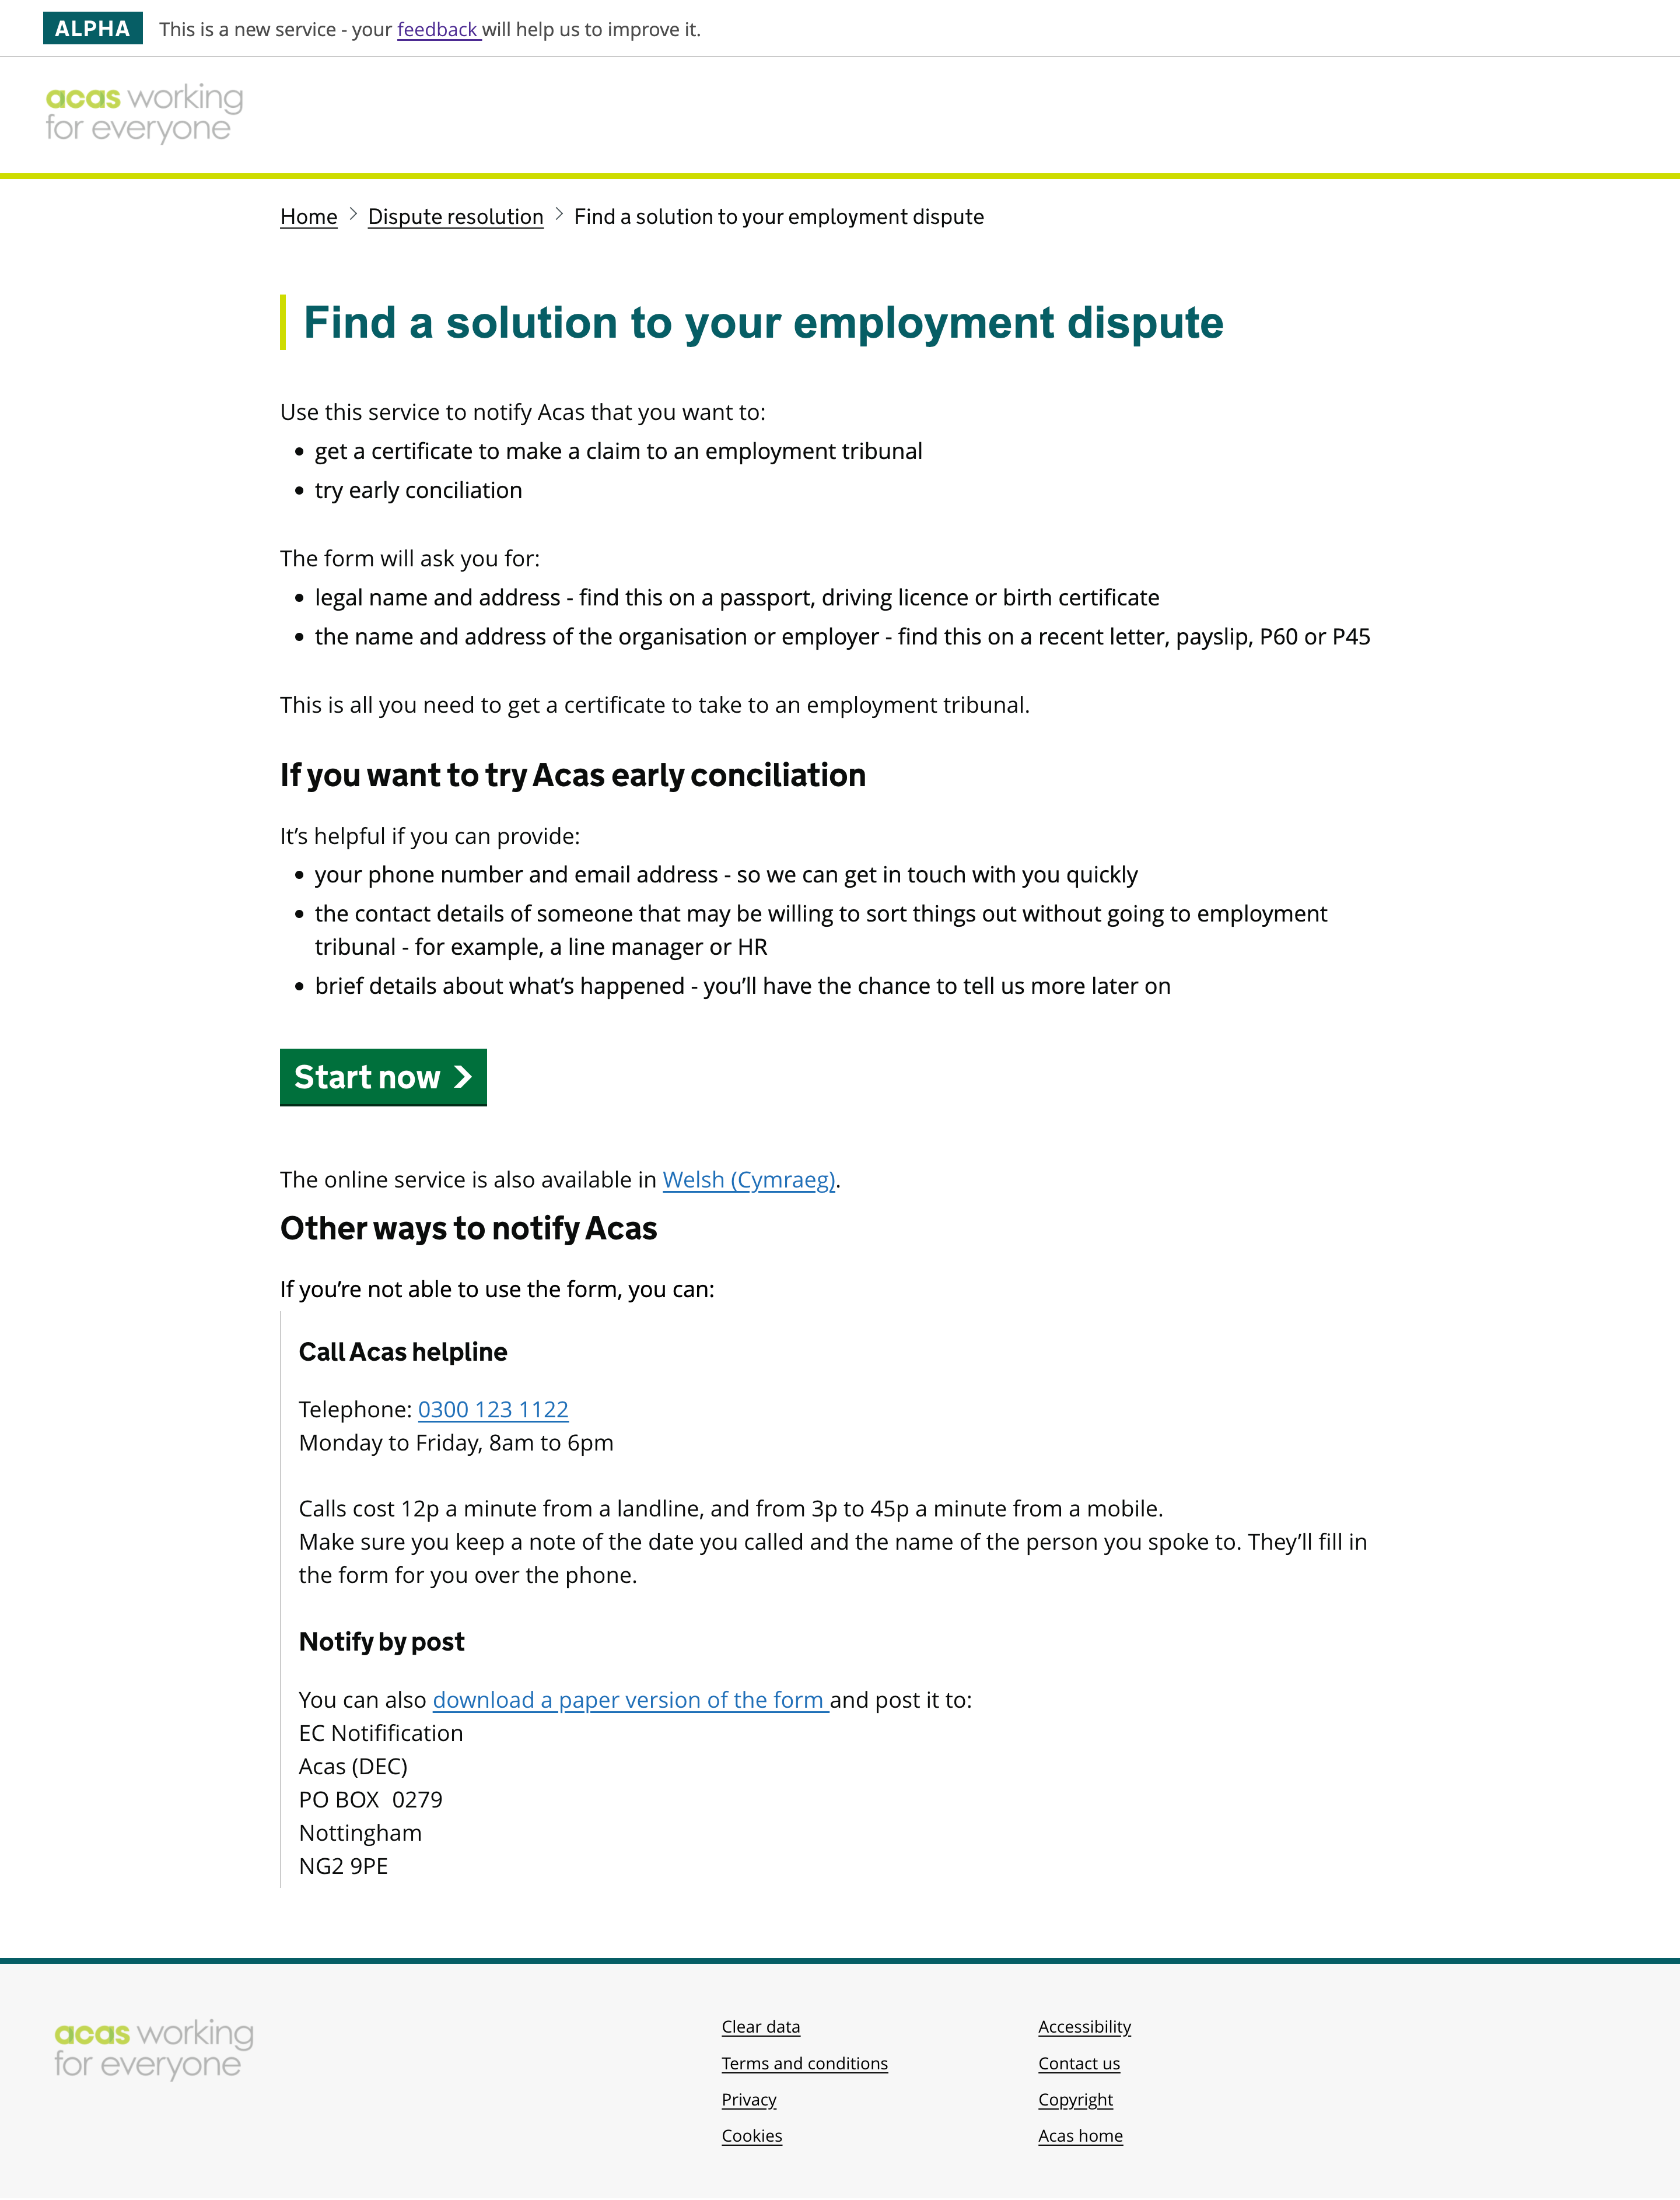 ALPHA This is a new service - your feedback will help us to improve it.
acas working
for everyone
Home > Dispute resolution > Find a solution to your employment dispute
Find a solution to your employment dispute
Use this service to notify Acas that you want to:
• get a certificate to make a claim to an employment tribunal
• try early conciliation
The form will ask you for:
• legal name and address - find this on a passport, driving licence or birth certificate
• the name and address of the organisation or employer - find this on a recent letter, payslip, P60 or P45
This is all you need to get a certificate to take to an employment tribunal.
If you want to try Acas early conciliation
It’s helpful if you can provide:
• your phone number and email address - so we can get in touch with you quickly
• the contact details of someone that may be willing to sort things out without going to employment
tribunal - for example, a line manager or HR
• brief details about what’s happened - you’ll have the chance to tell us more later on
Start now >
The online service is also available in Welsh (Cymraeg).
Other ways to notify Acas
If you’re not able to use the form, you can:
Call Acas helpline
Telephone: 0300 123 1122
Monday to Friday, 8am to 6pm
Calls cost 12p a minute from a landline, and from 3p to 45p a minute from a mobile.
Make sure you keep a note of the date you called and the name of the person you spoke to. They’ll fill in
the form for you over the phone.
Notify by post
You can also download a paper version of the form and post it to:
EC Notifification
Acas (DEC)
PO BOX 0279
Nottingham
NG2 9PE
acas working
for everyone
Clear data
Terms and conditions
Privacy
Cookies
Accessibility
Contact us
Copyright
Acas home